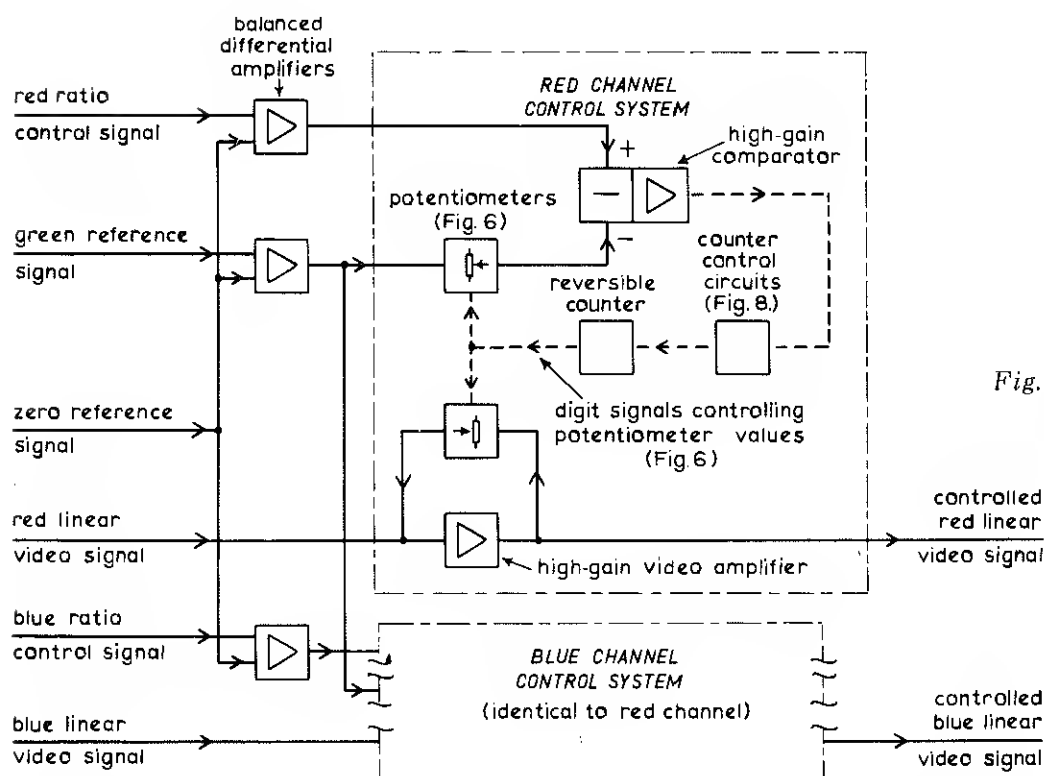 balanced
differential
amplifiers
red ratio
control signal
RED CHANNEL
CONTROL SYSTEM
high-gain
comparator
+
−
−
potentiometers
(Fig. 6)
green reference
signal
counter
control
circuits
(Fig. 8.)
reversible
counter
Fig.
zero reference
signal
digit signals controlling
potentiometer values
(Fig. 6)
red linear
video signal
controlled
red linear
video signal
high-gain video amplifier
blue ratio
control signal
BLUE CHANNEL
CONTROL SYSTEM
(identical to red channel)
blue linear
video signal
controlled
blue linear
video signal